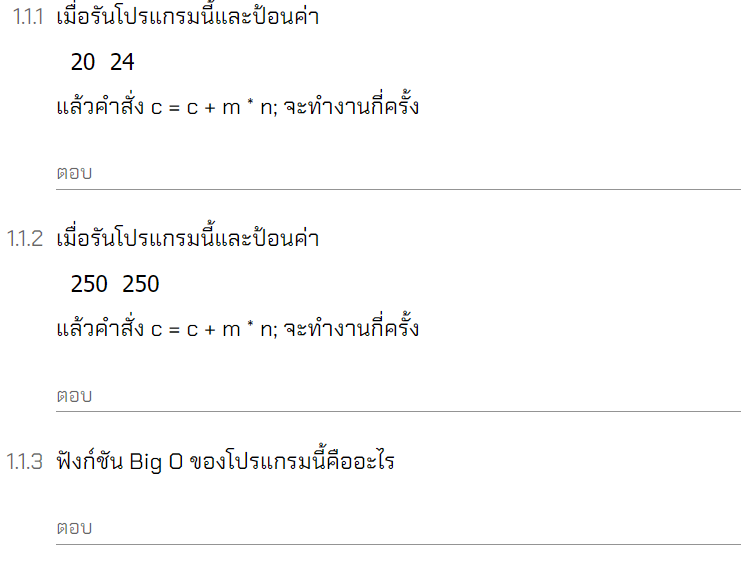 1.1.1 เมื่อรันโปรแกรมนี้และป้อนค่า
20 24
แล้วคำสั่ง c = c + m * n; จะทำงานกี่ครั้ง
ตอบ
1.1.2 เมื่อรันโปรแกรมนี้และป้อนค่า
250 250
แล้วคำสั่ง c = c + m * n; จะทำงานกี่ครั้ง
ตอบ
1.1.3 ฟังก์ชัน Big O ของโปรแกรมนี้คืออะไร
ตอบ